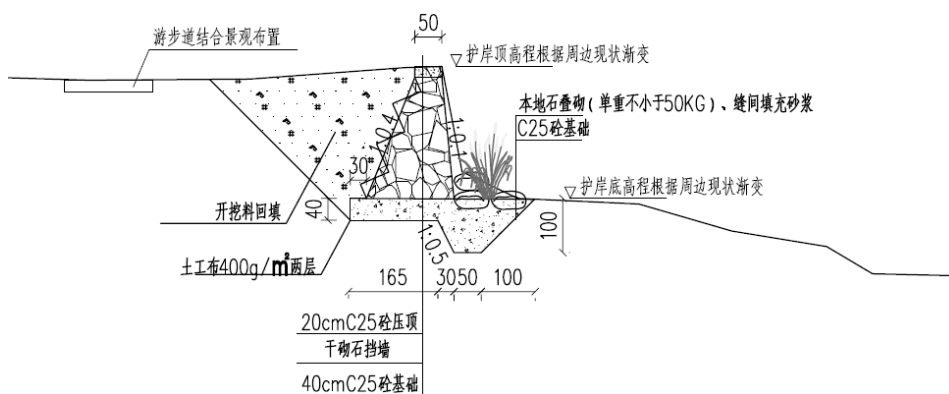 50
游步道结合景观布置
护岸顶高程根据周边现状渐变
本地石叠砌(单重不小于50KG)、缝间填充砂浆
C25砼基础
1:0.4
1:0.1
30
护岸底高程根据周边现状渐变
开挖料回填
40
100
1:0.5
土工布400g/㎡两层
165
30
50
100
20cmC25砼压顶
干砌石挡墙
40cmC25砼基础